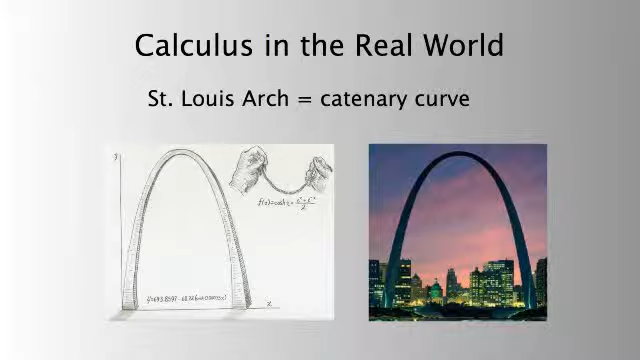 Calculus in the Real World
St. Louis Arch = catenary curve
y
x